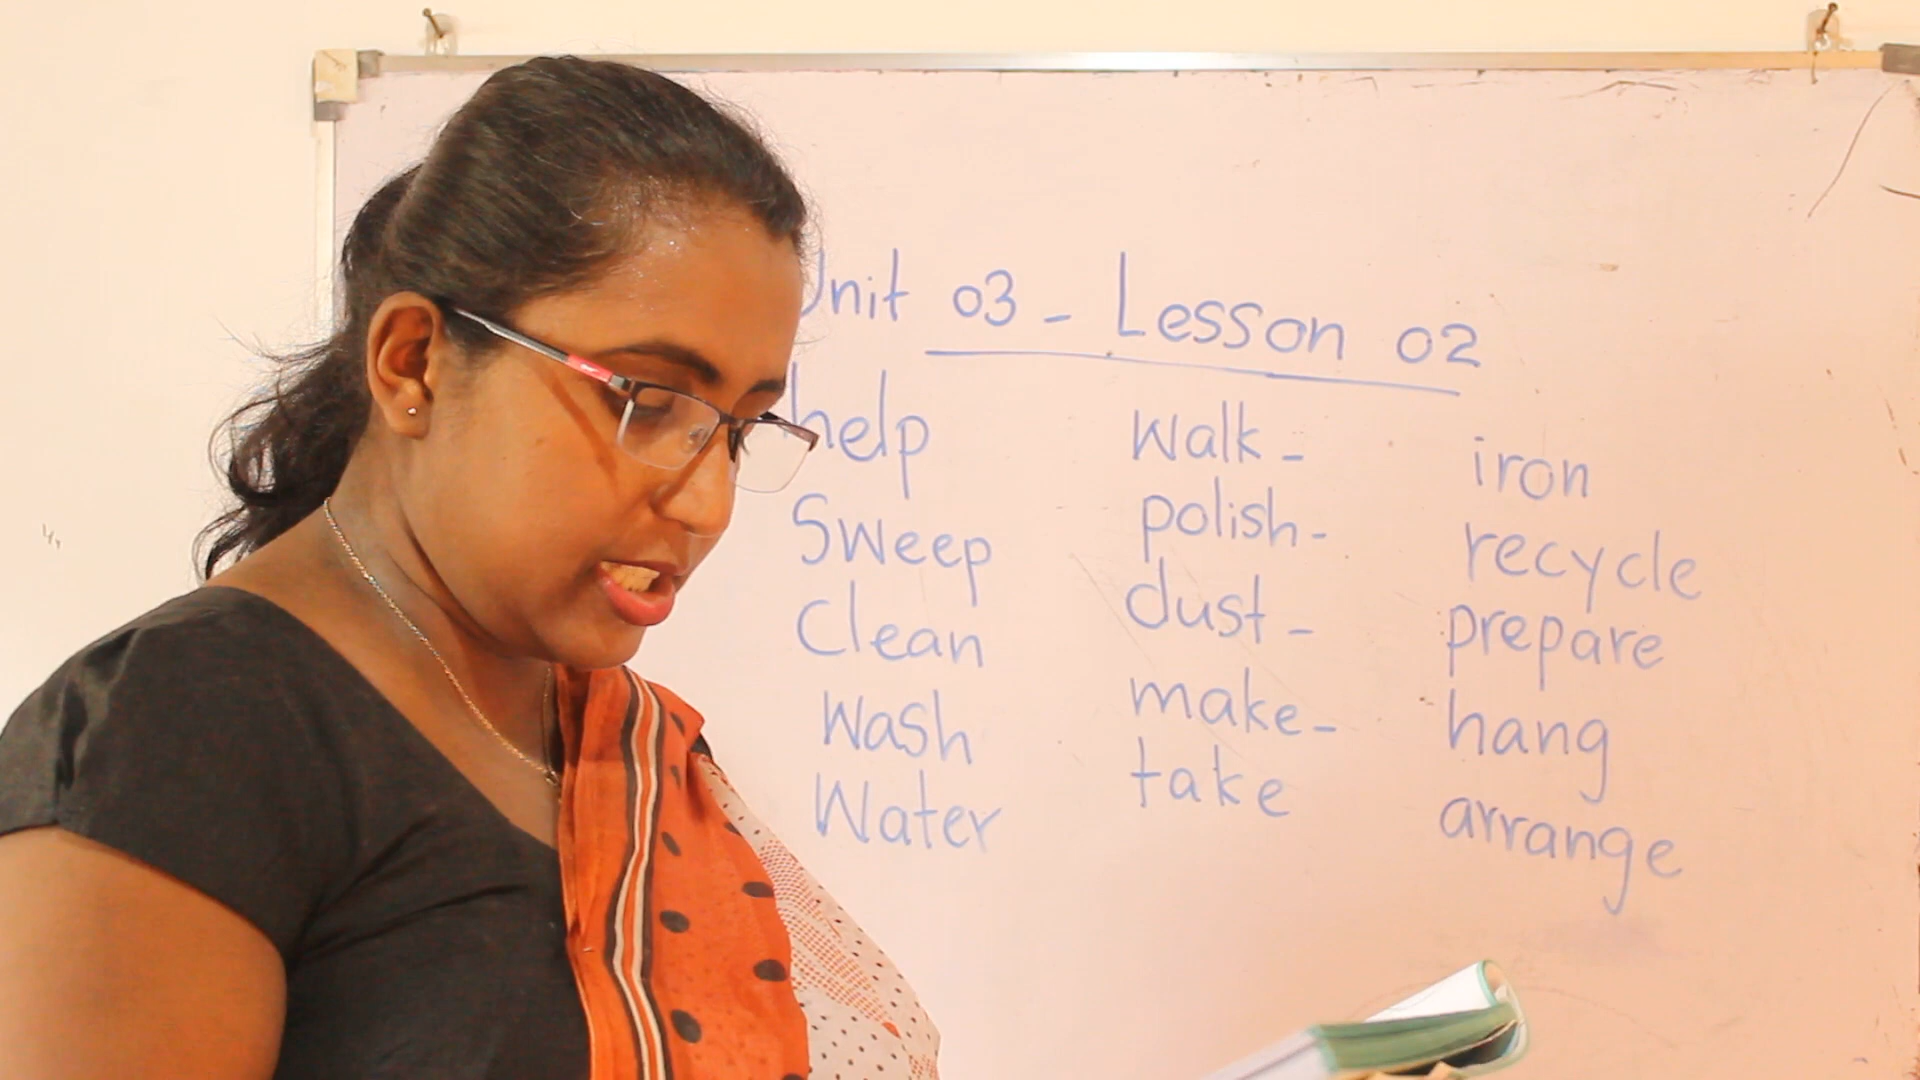 Unit 03 - Lesson 02
help
Sweep
Clean
Wash
Water
Walk -
polish -
dust -
make -
take
iron
recycle
prepare
hang
arrange